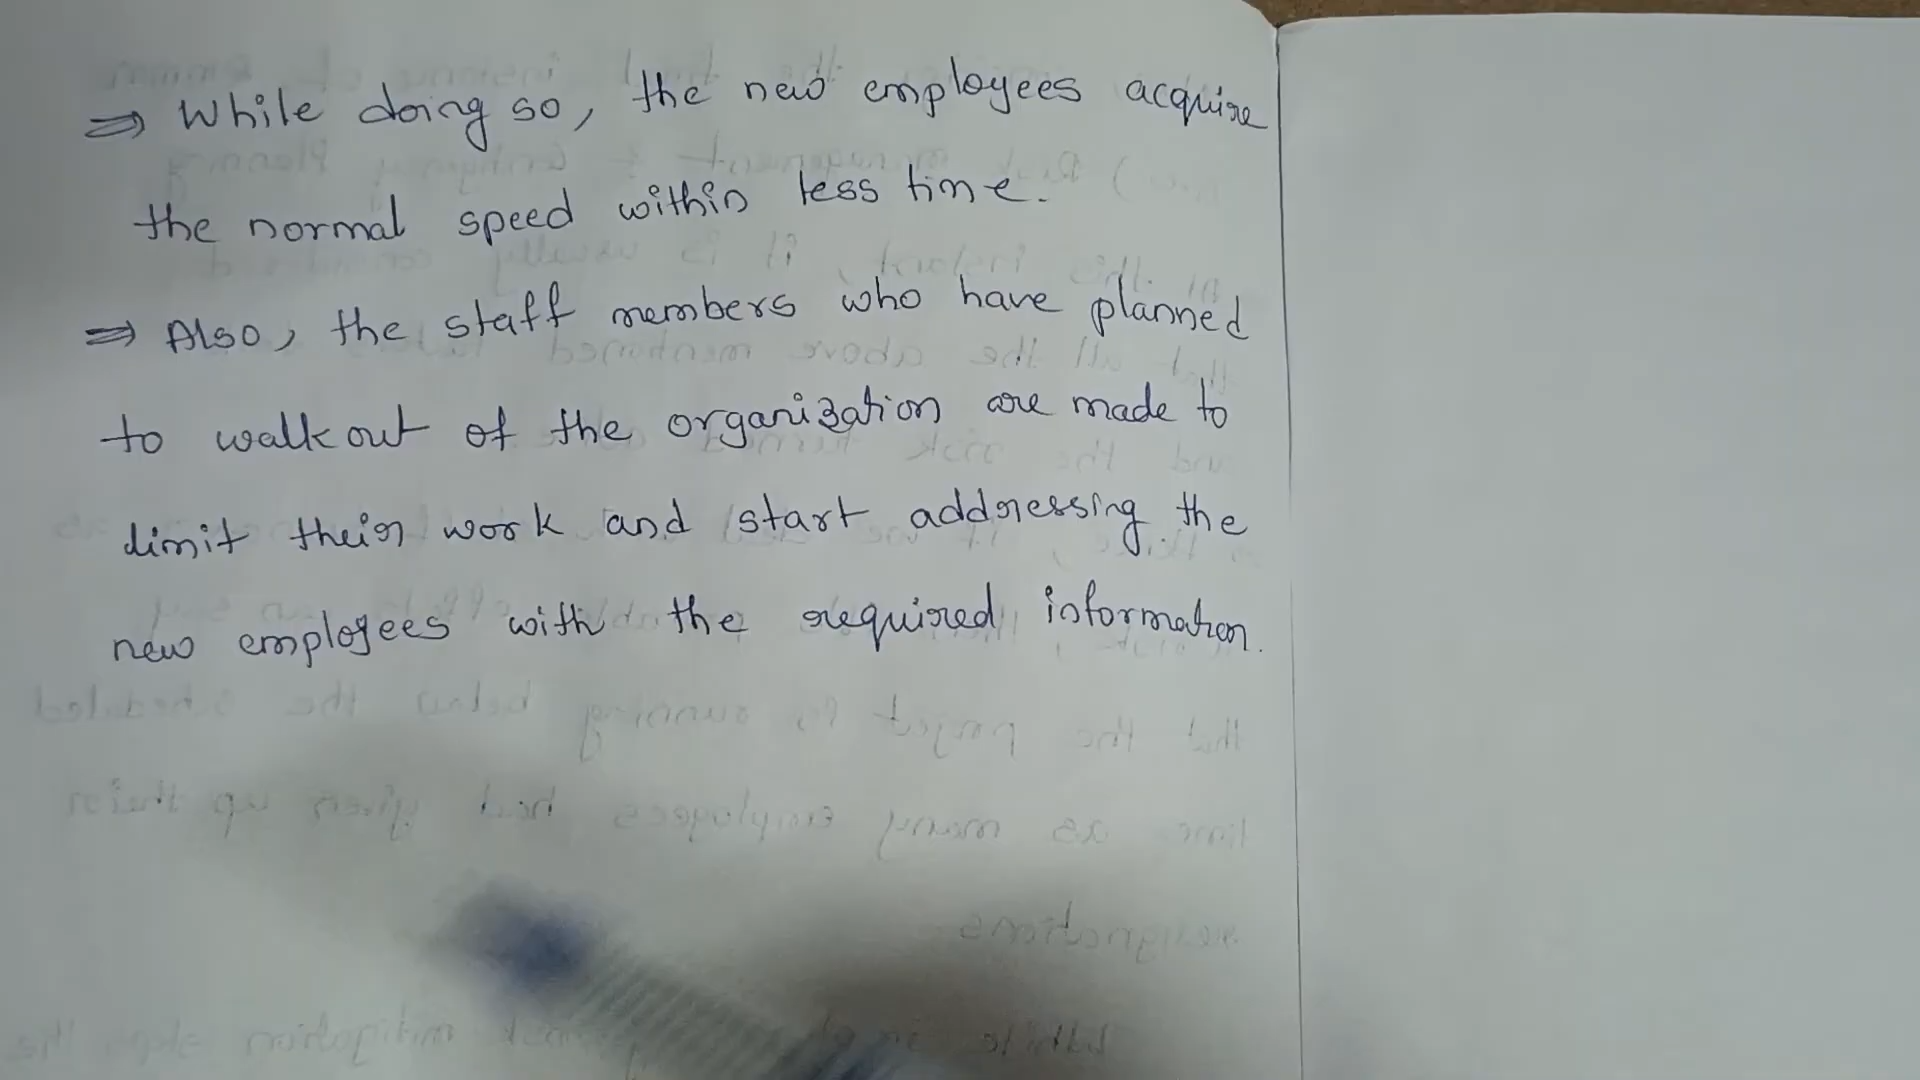 ⇒ While doing so, the new employees acquire
the normal speed within less time.
⇒ Also, the staff members who have planned
to walkout of the organization are made to
limit their work and start addressing the
new employees with the required information.